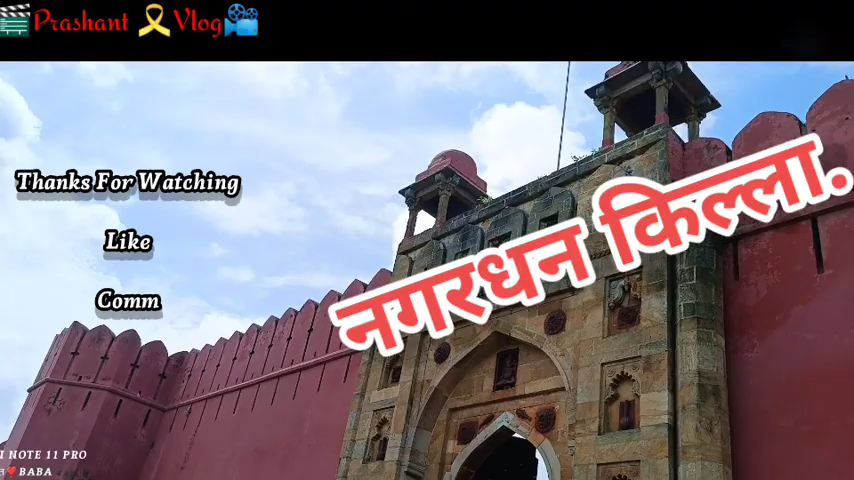 Prashant Vlog
Thanks For Watching
Like
Comm
नगरधन किल्ला.
I NOTE 11 PRO
BABA